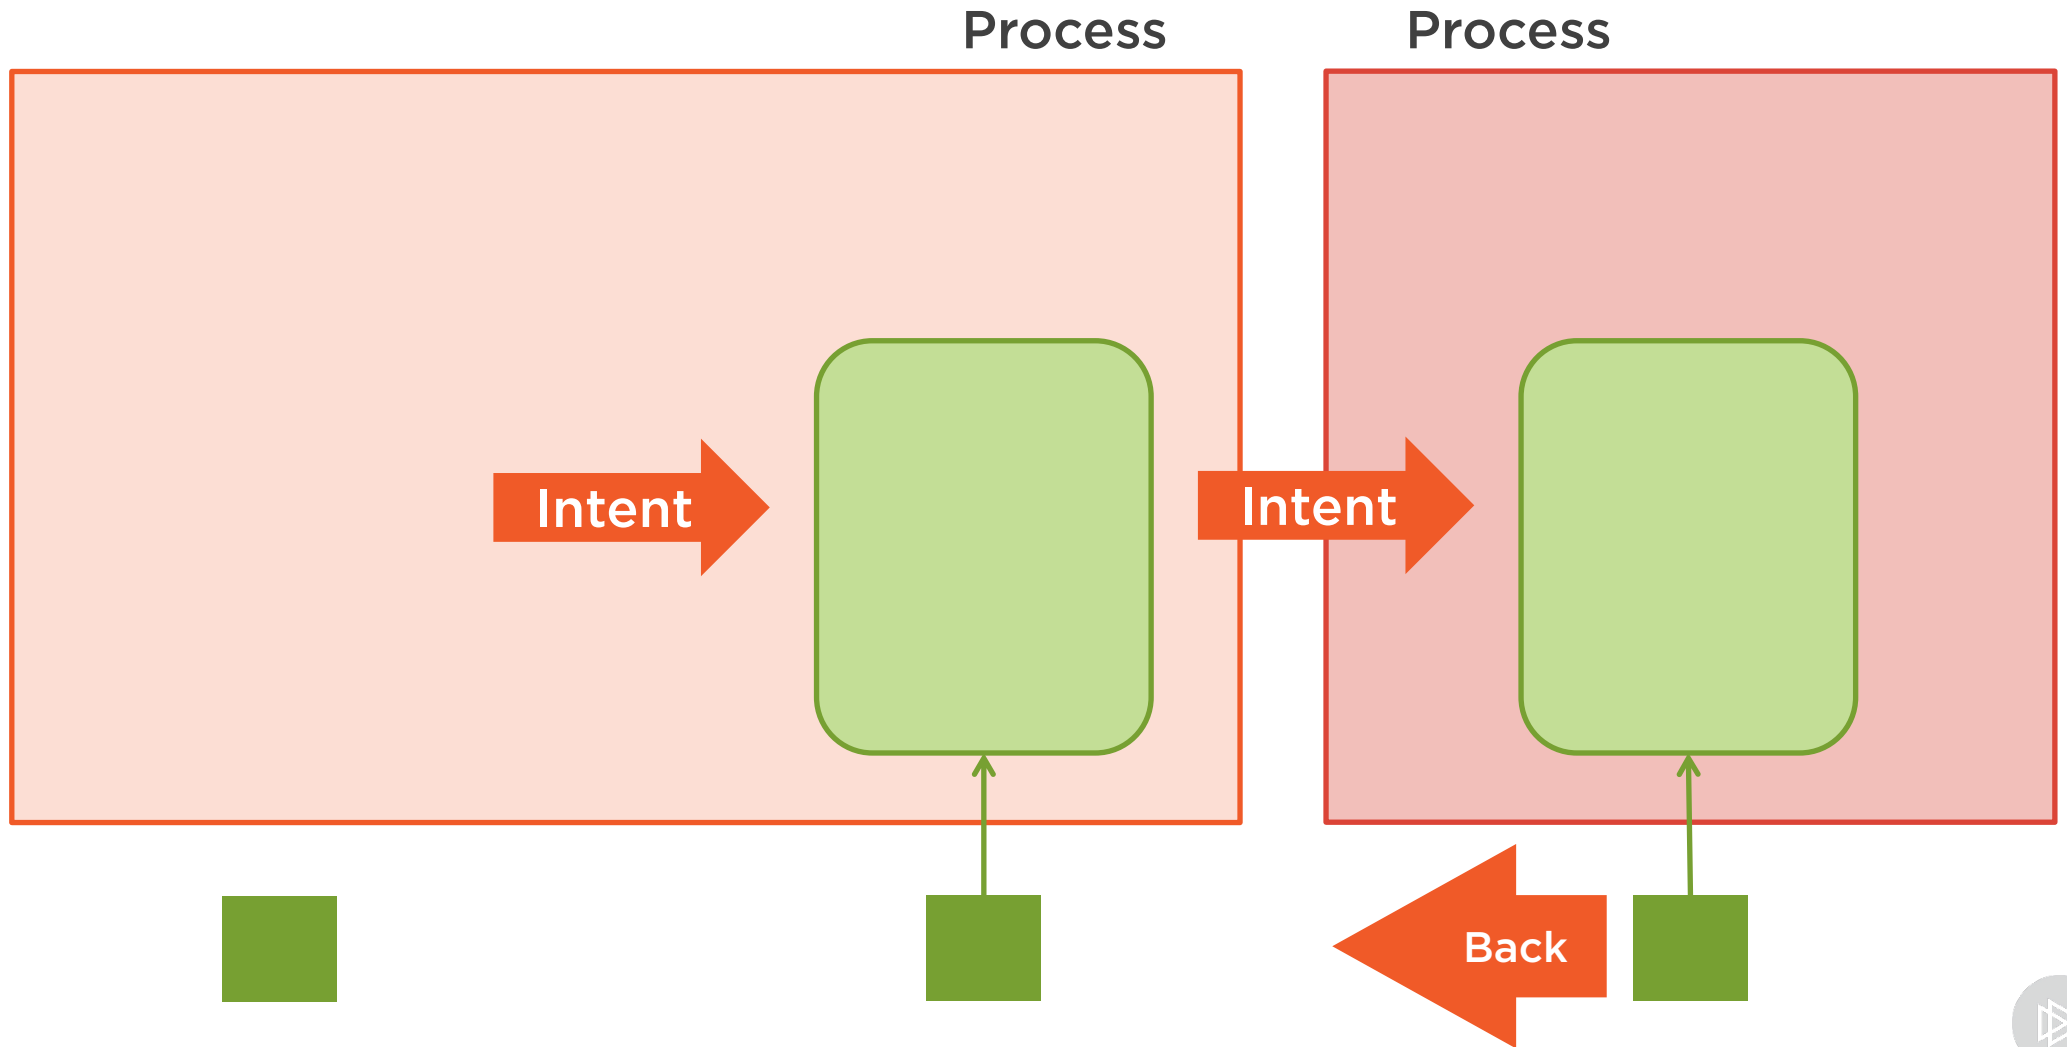 Process
Process
Intent
Intent
Back